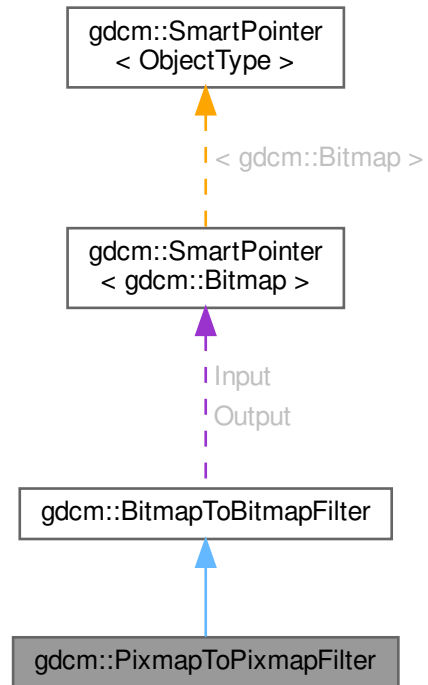 gdcm::SmartPointer
< ObjectType >
< gdcm::Bitmap >
gdcm::SmartPointer
< gdcm::Bitmap >
Input
Output
gdcm::BitmapToBitmapFilter
gdcm::PixmapToPixmapFilter